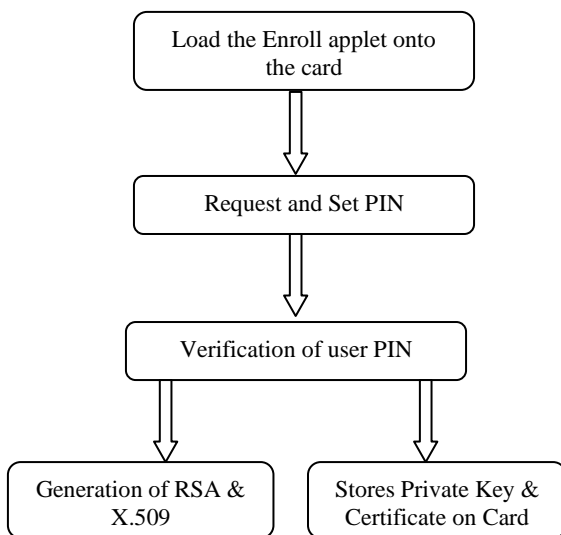 Load the Enroll applet onto
the card
Request and Set PIN
Verification of user PIN
Generation of RSA &
X.509
Stores Private Key &
Certificate on Card